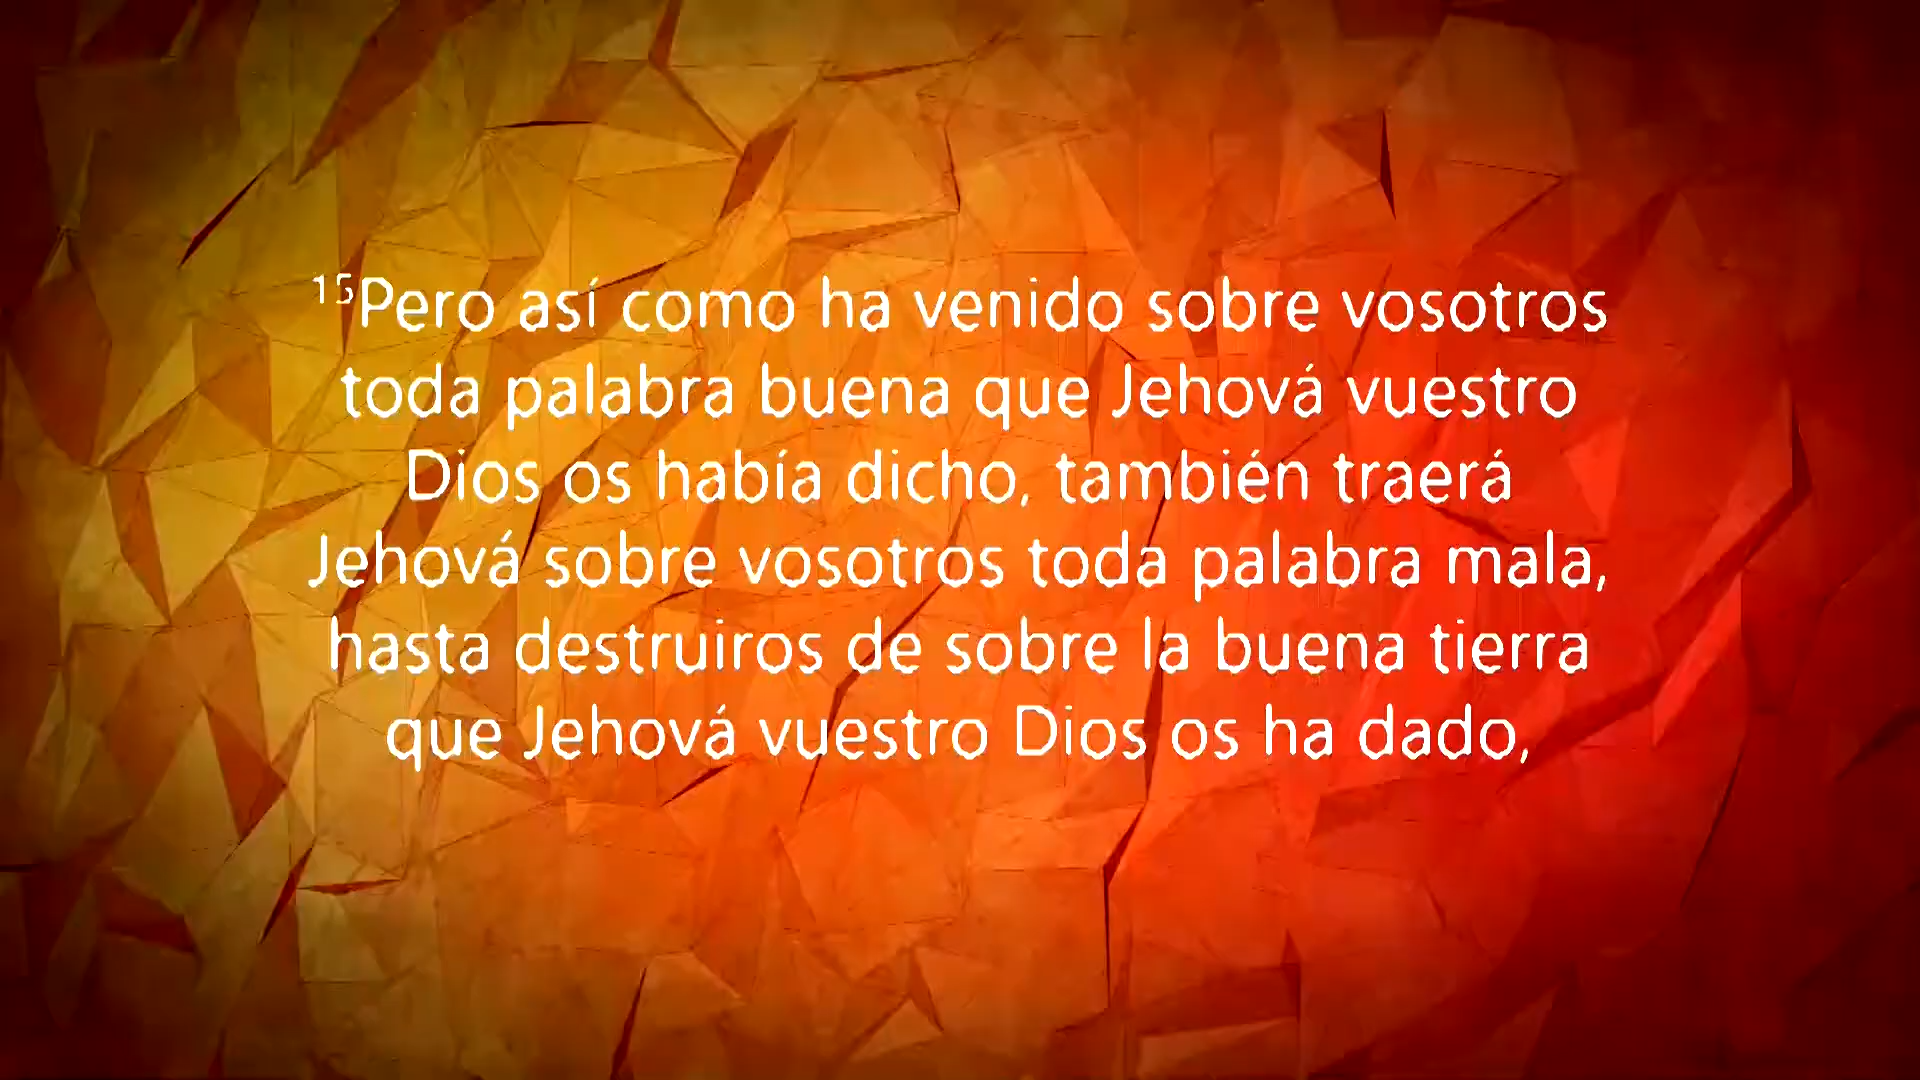 ¹⁵Pero así como ha venido sobre vosotros
toda palabra buena que Jehová vuestro
Dios os había dicho, también traerá
Jehová sobre vosotros toda palabra mala,
hasta destruiros de sobre la buena tierra
que Jehová vuestro Dios os ha dado,